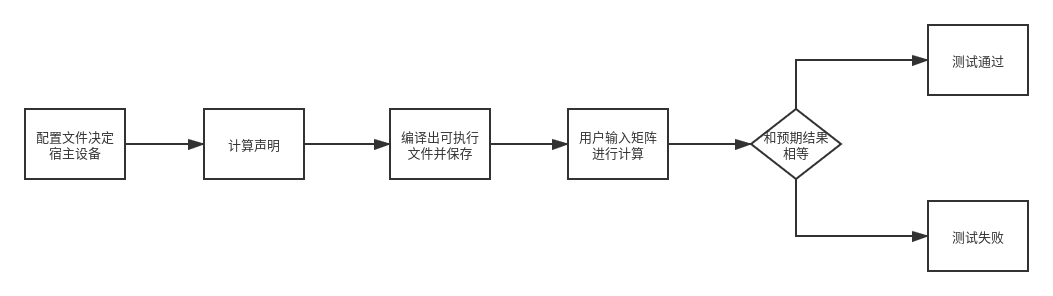 配置文件决定
宿主设备
计算声明
编译出可执行
文件并保存
用户输入矩阵
进行计算
和预期结果
相等
测试通过
测试失败